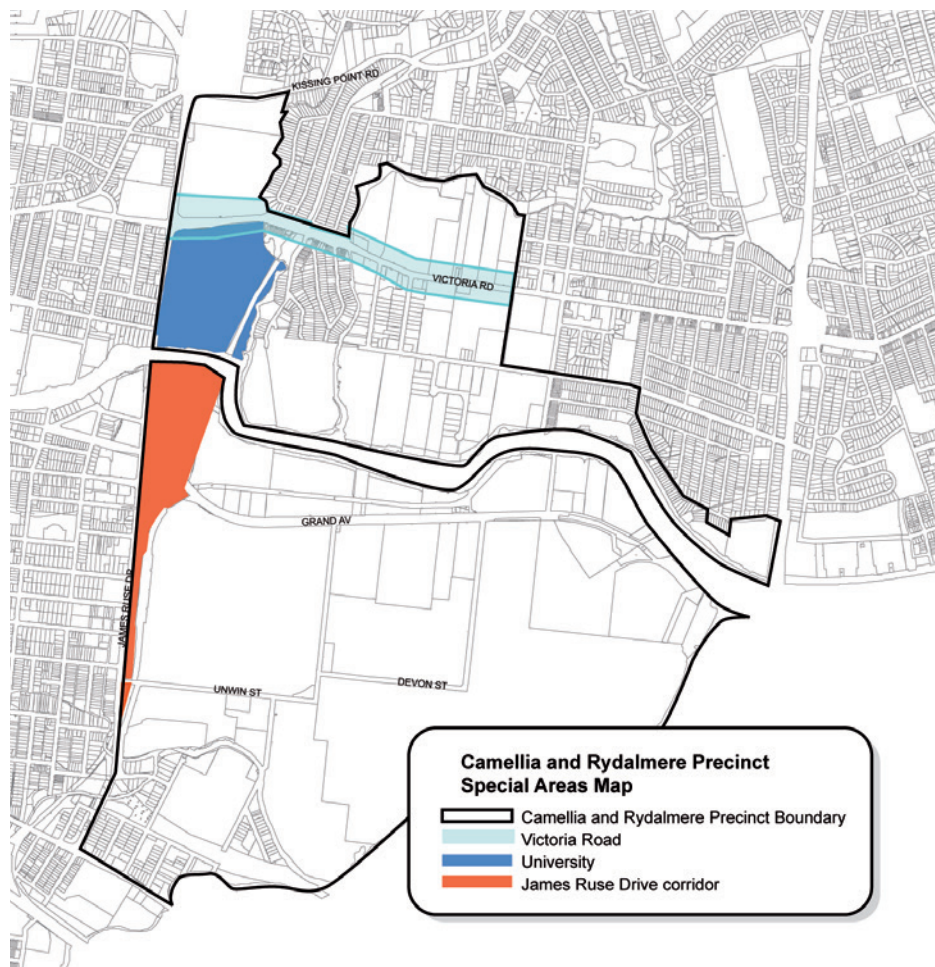 KISSING POINT RD
VICTORIA RD
GRAND AV
JAMES RUSE DR
UNWIN ST
DEVON ST
Camellia and Rydalmere Precinct
Special Areas Map
Camellia and Rydalmere Precinct Boundary
Victoria Road
University
James Ruse Drive corridor